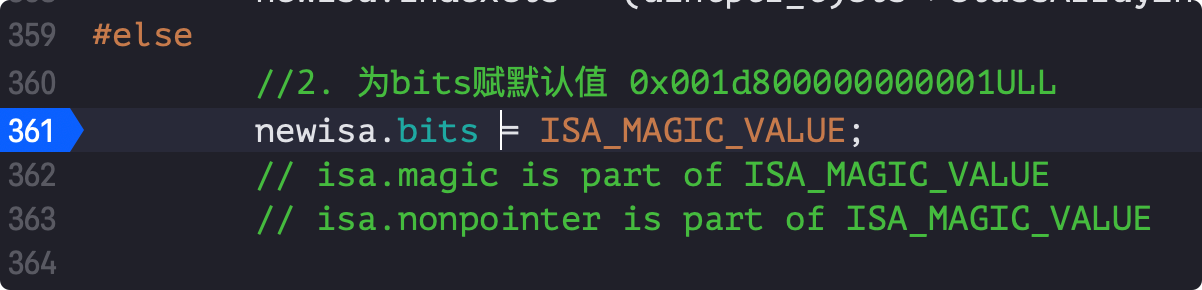 359 #else
360 //2. 为bits赋默认值 0x001d800000000001ULL
361 newisa.bits = ISA_MAGIC_VALUE;
362 // isa.magic is part of ISA_MAGIC_VALUE
363 // isa.nonpointer is part of ISA_MAGIC_VALUE
364